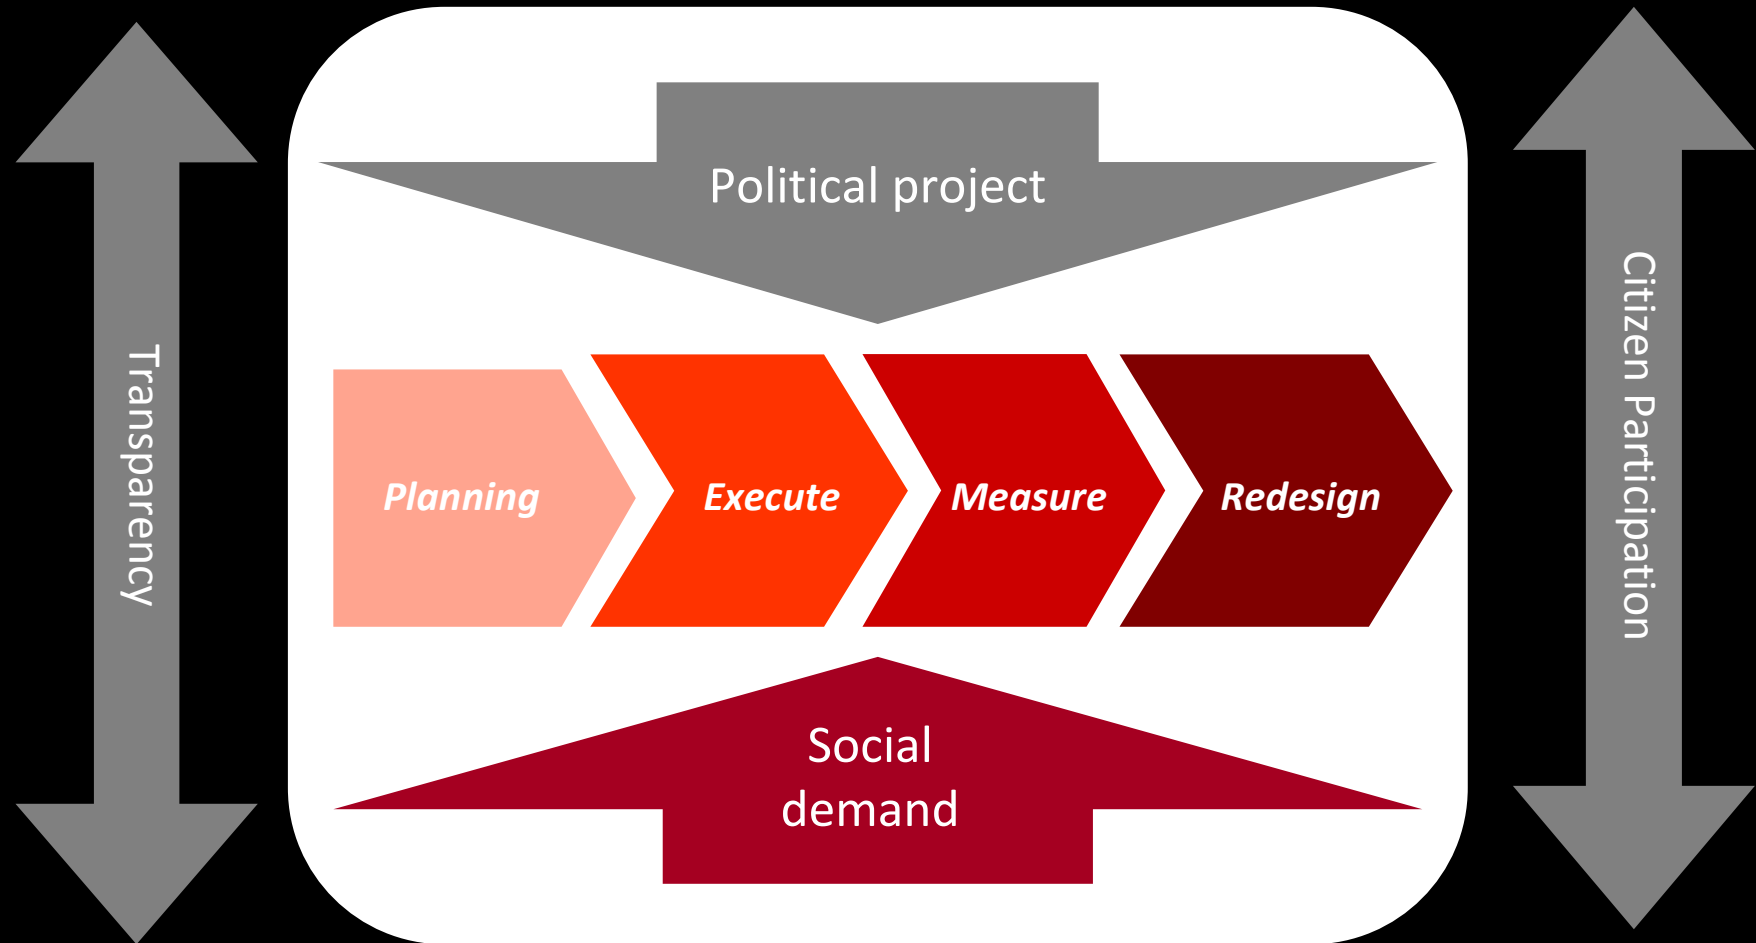 Political project
Transparency
Planning
Execute
Measure
Redesign
Citizen Participation
Social
demand